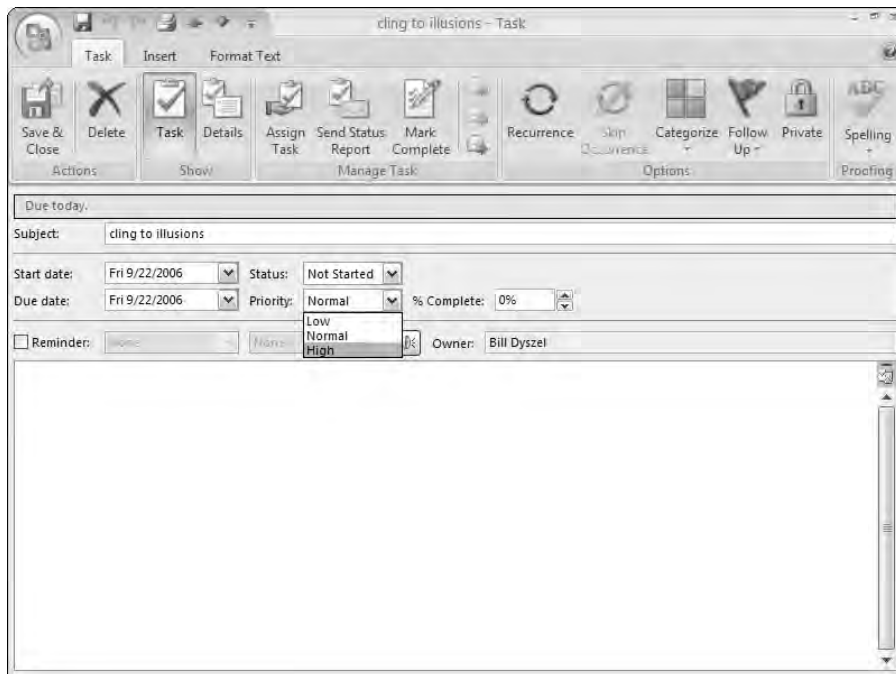 cling to illusions - Task
Task Insert Format Text
Save & Close
Delete
Task
Details
Assign Task
Send Status Report
Mark Complete
Recurrence
Skip Occurrence
Categorize
Follow Up
Private
ABC
Spelling
Actions Show Manage Task Options Proofing
Due today.
Subject: cling to illusions
Start date: Fri 9/22/2006 Status: Not Started
Due date: Fri 9/22/2006 Priority: Normal % Complete: 0%
Low
Normal
High
Reminder: None None Owner: Bill Dyszel